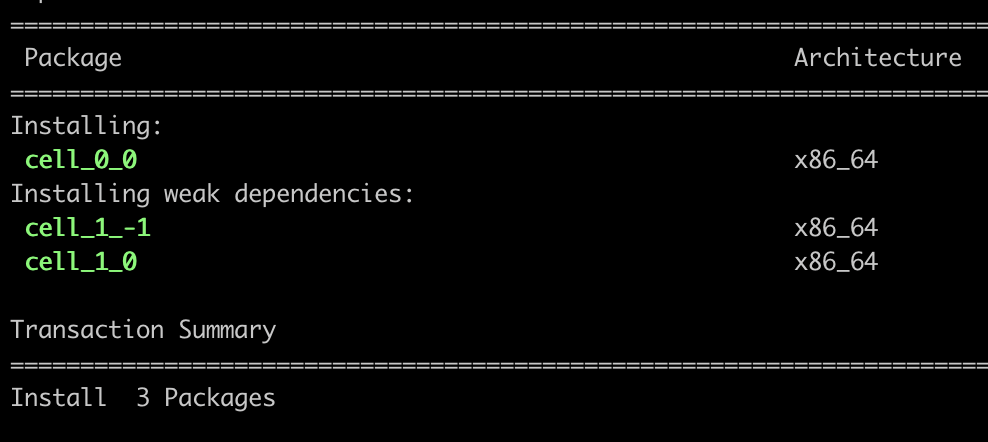 ================================================================================
Package Architecture
================================================================================
Installing:
cell_0_0 x86_64
Installing weak dependencies:
cell_1_-1 x86_64
cell_1_0 x86_64
Transaction Summary
================================================================================
Install 3 Packages